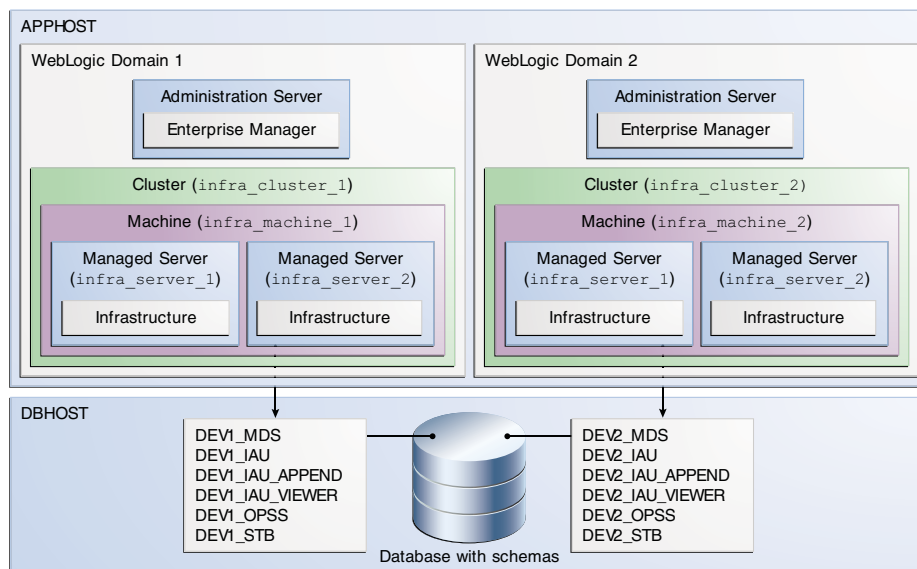 APPHOST
WebLogic Domain 1
Administration Server
Enterprise Manager
Cluster (infra_cluster_1)
Machine (infra_machine_1)
Managed Server
(infra_server_1)
Infrastructure
Managed Server
(infra_server_2)
Infrastructure
WebLogic Domain 2
Administration Server
Enterprise Manager
Cluster (infra_cluster_2)
Machine (infra_machine_2)
Managed Server
(infra_server_1)
Infrastructure
Managed Server
(infra_server_2)
Infrastructure
DBHOST
DEV1_MDS
DEV1_IAU
DEV1_IAU_APPEND
DEV1_IAU_VIEWER
DEV1_OPSS
DEV1_STB
Database with schemas
DEV2_MDS
DEV2_IAU
DEV2_IAU_APPEND
DEV2_IAU_VIEWER
DEV2_OPSS
DEV2_STB